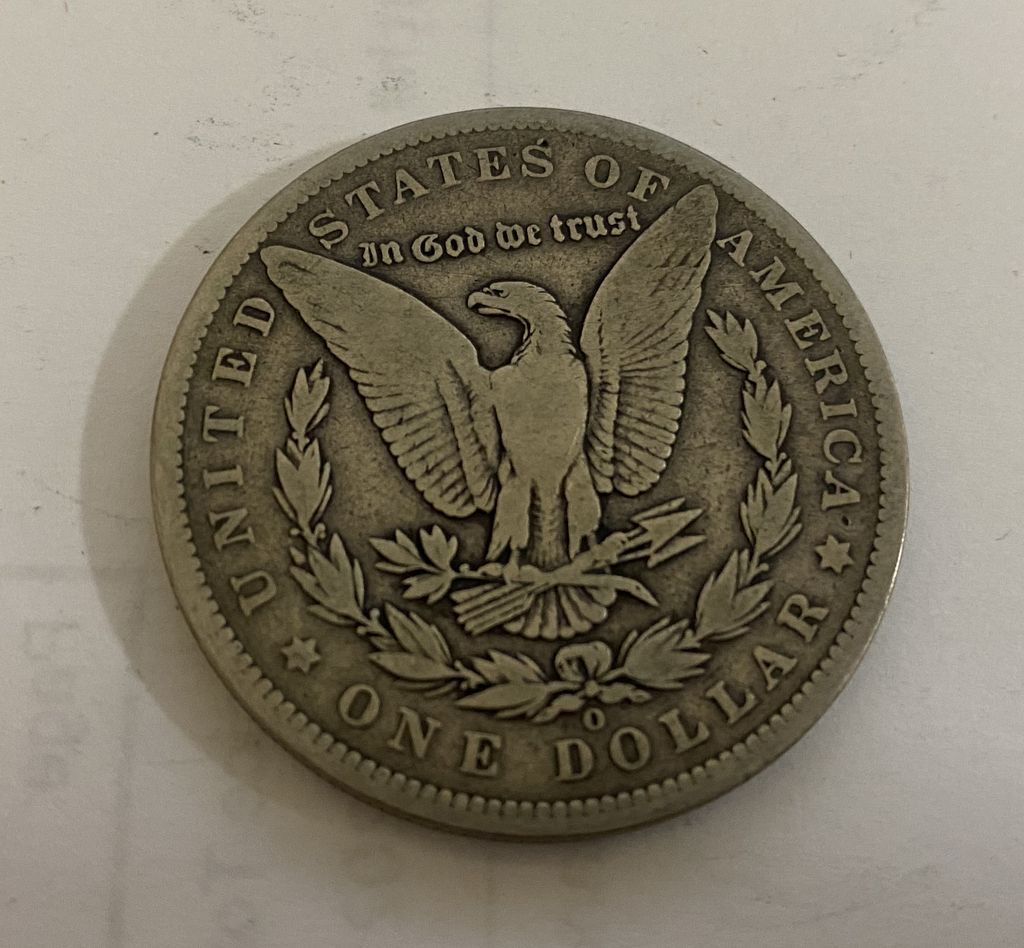 UNITED STATES OF AMERICA
In God we trust
O
ONE DOLLAR